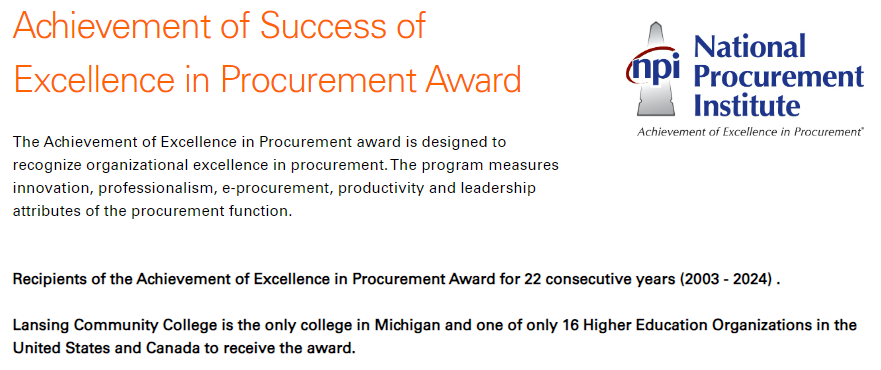 Achievement of Success of
Excellence in Procurement Award
npi
National
Procurement
Institute
Achievement of Excellence in Procurement®
The Achievement of Excellence in Procurement award is designed to
recognize organizational excellence in procurement. The program measures
innovation, professionalism, e-procurement, productivity and leadership
attributes of the procurement function.
Recipients of the Achievement of Excellence in Procurement Award for 22 consecutive years (2003 - 2024) .
Lansing Community College is the only college in Michigan and one of only 16 Higher Education Organizations in the
United States and Canada to receive the award.